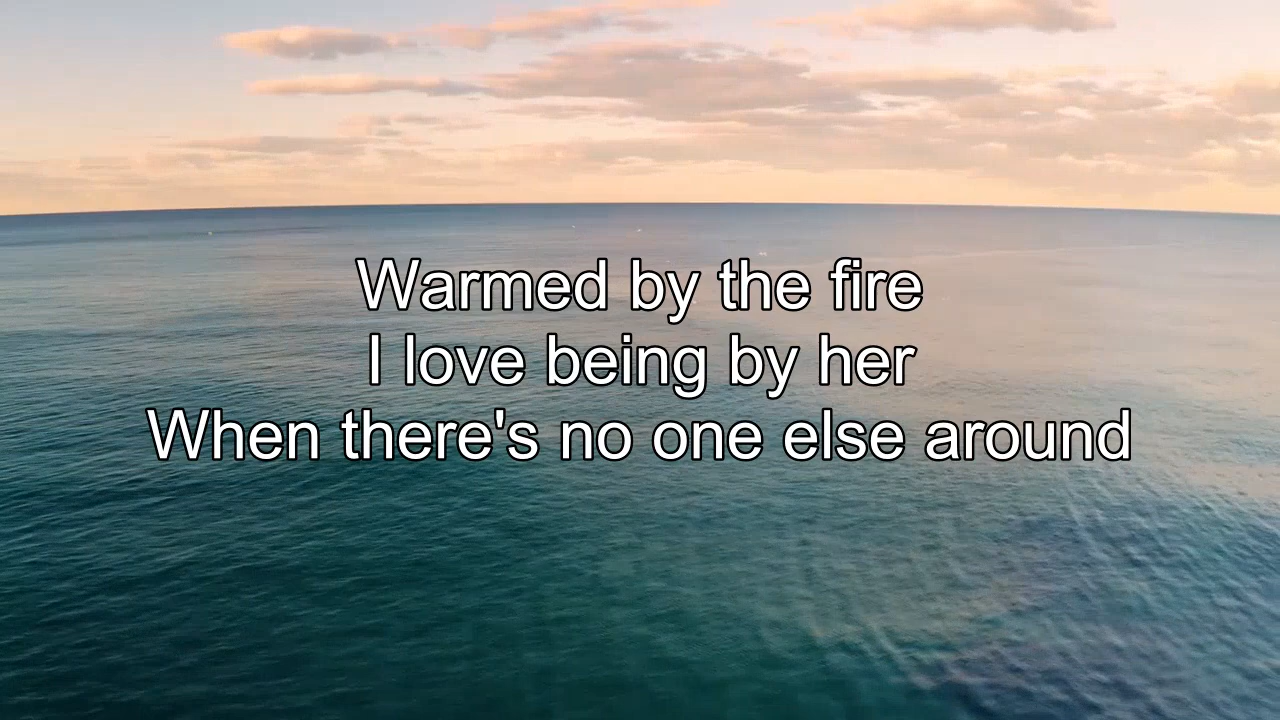 Warmed by the fire
I love being by her
When there's no one else around